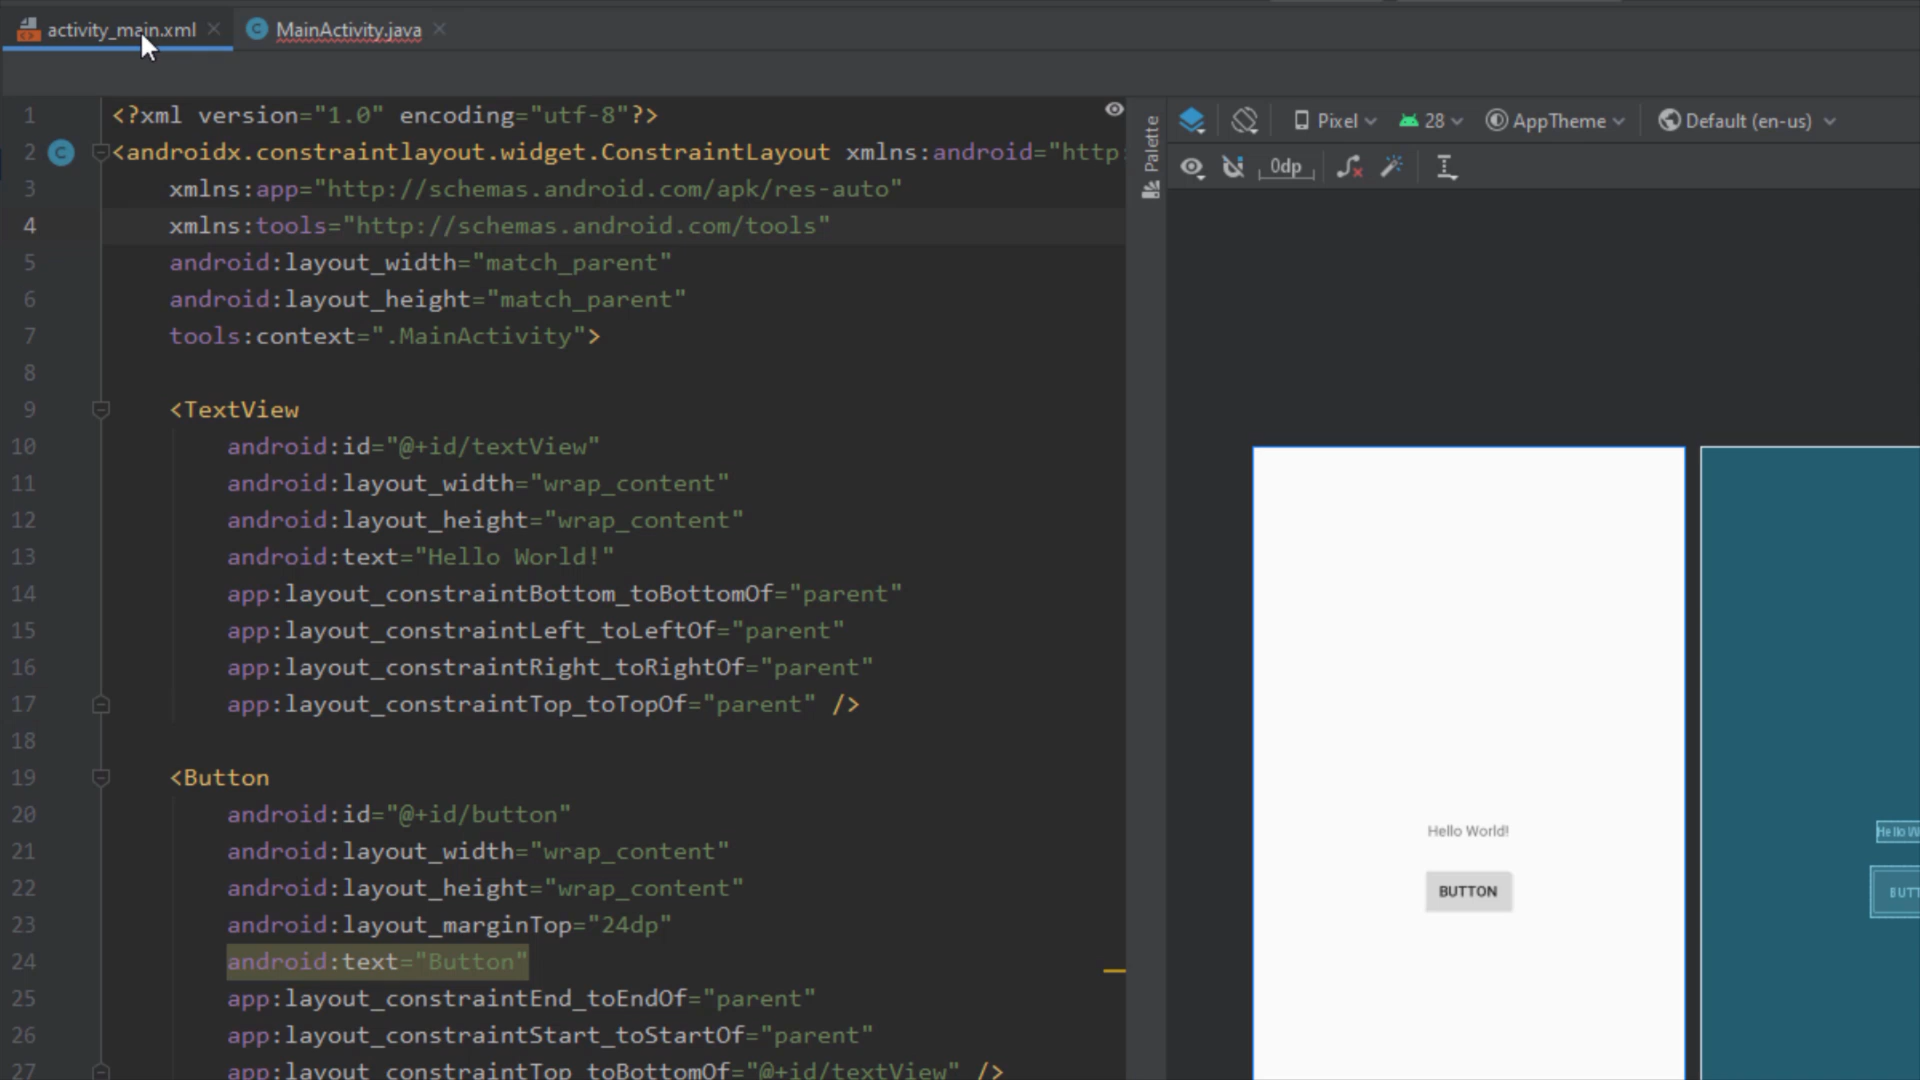 activity_main.xml
MainActivity.java
1 <?xml version="1.0" encoding="utf-8"?>
2 <androidx.constraintlayout.widget.ConstraintLayout xmlns:android="http:
3 xmlns:app="http://schemas.android.com/apk/res-auto"
4 xmlns:tools="http://schemas.android.com/tools"
5 android:layout_width="match_parent"
6 android:layout_height="match_parent"
7 tools:context=".MainActivity">
8
9 <TextView
10 android:id="@+id/textView"
11 android:layout_width="wrap_content"
12 android:layout_height="wrap_content"
13 android:text="Hello World!"
14 app:layout_constraintBottom_toBottomOf="parent"
15 app:layout_constraintLeft_toLeftOf="parent"
16 app:layout_constraintRight_toRightOf="parent"
17 app:layout_constraintTop_toTopOf="parent" />
18
19 <Button
20 android:id="@+id/button"
21 android:layout_width="wrap_content"
22 android:layout_height="wrap_content"
23 android:layout_marginTop="24dp"
24 android:text="Button"
25 app:layout_constraintEnd_toEndOf="parent"
26 app:layout_constraintStart_toStartOf="parent"
27 app:layout_constraintTop_toBottomOf="@+id/textView" />
Palette
Pixel 28 AppTheme Default (en-us)
0dp
Hello World!
BUTTON
Hello W
BUTT